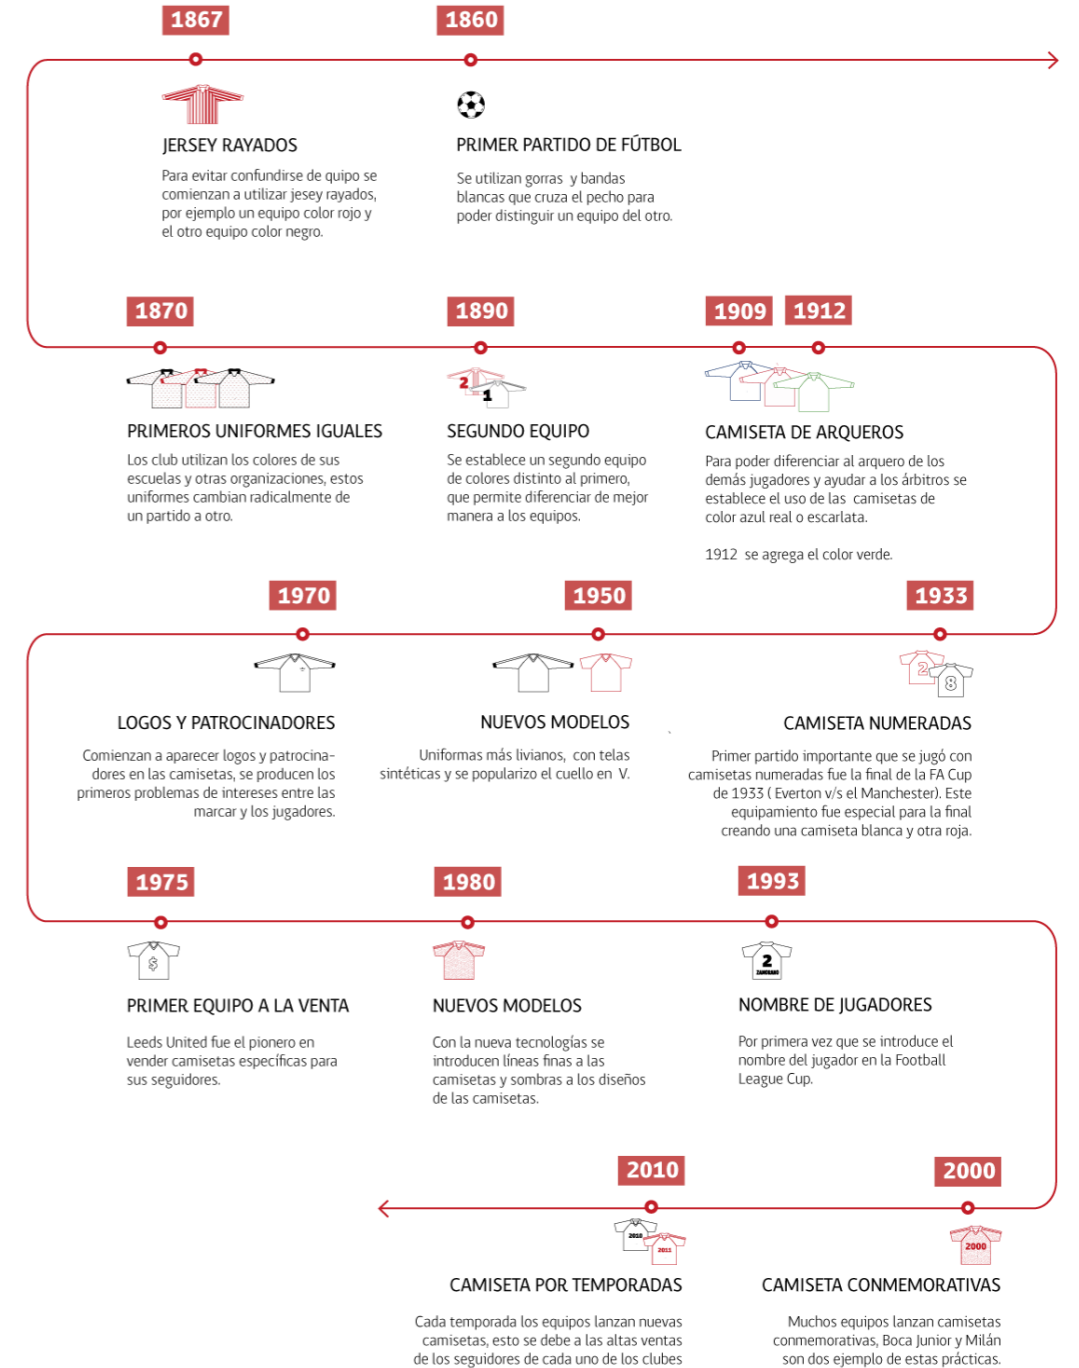 1867
JERSEY RAYADOS
Para evitar confundirse de quipo se
comienzan a utilizar jesey rayados,
por ejemplo un equipo color rojo y
el otro equipo color negro.
1860
PRIMER PARTIDO DE FÚTBOL
Se utilizan gorras y bandas
blancas que cruza el pecho para
poder distinguir un equipo del otro.
1870
PRIMEROS UNIFORMES IGUALES
Los club utilizan los colores de sus
escuelas y otras organizaciones, estos
uniformes cambian radicalmente de
un partido a otro.
1890
2
1
SEGUNDO EQUIPO
Se establece un segundo equipo
de colores distinto al primero,
que permite diferenciar de mejor
manera a los equipos.
1909
1912
CAMISETA DE ARQUEROS
Para poder diferenciar al arquero de los
demás jugadores y ayudar a los árbitros se
establece el uso de las camisetas de
color azul real o escarlata.
1912 se agrega el color verde.
1970
LOGOS Y PATROCINADORES
Comienzan a aparecer logos y patrocina-
dores en las camisetas, se producen los
primeros problemas de intereses entre las
marcar y los jugadores.
1950
NUEVOS MODELOS
Uniformas más livianos, con telas
sintéticas y se popularizo el cuello en V.
1933
2
8
CAMISETA NUMERADAS
Primer partido importante que se jugó con
camisetas numeradas fue la final de la FA Cup
de 1933 ( Everton v/s el Manchester). Este
equipamiento fue especial para la final
creando una camiseta blanca y otra roja.
1975
$
PRIMER EQUIPO A LA VENTA
Leeds United fue el pionero en
vender camisetas específicas para
sus seguidores.
1980
NUEVOS MODELOS
Con la nueva tecnologías se
introducen líneas finas a las
camisetas y sombras a los diseños
de las camisetas.
1993
2
ZAMORANO
NOMBRE DE JUGADORES
Por primera vez que se introduce el
nombre del jugador en la Football
League Cup.
2010
2010
2011
CAMISETA POR TEMPORADAS
Cada temporada los equipos lanzan nuevas
camisetas, esto se debe a las altas ventas
de los seguidores de cada uno de los clubes
2000
2000
CAMISETA CONMEMORATIVAS
Muchos equipos lanzan camisetas
conmemorativas, Boca Junior y Milán
son dos ejemplo de estas prácticas.